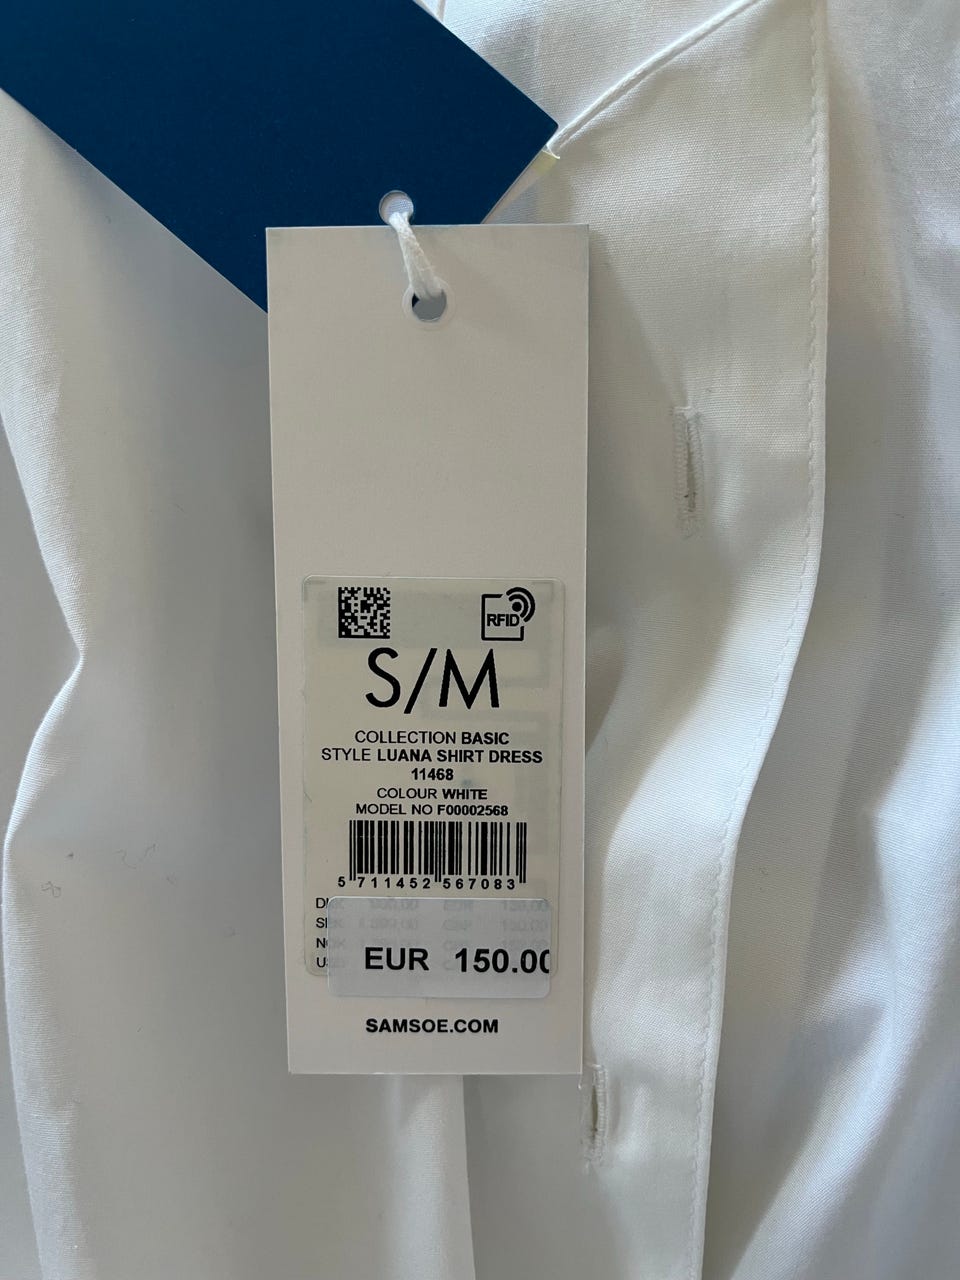 RFID
S/M
COLLECTION BASIC
STYLE LUANA SHIRT DRESS
11468
COLOUR WHITE
MODEL NO F00002568
5 711452 567083
EUR 150.00
SAMSOE.COM